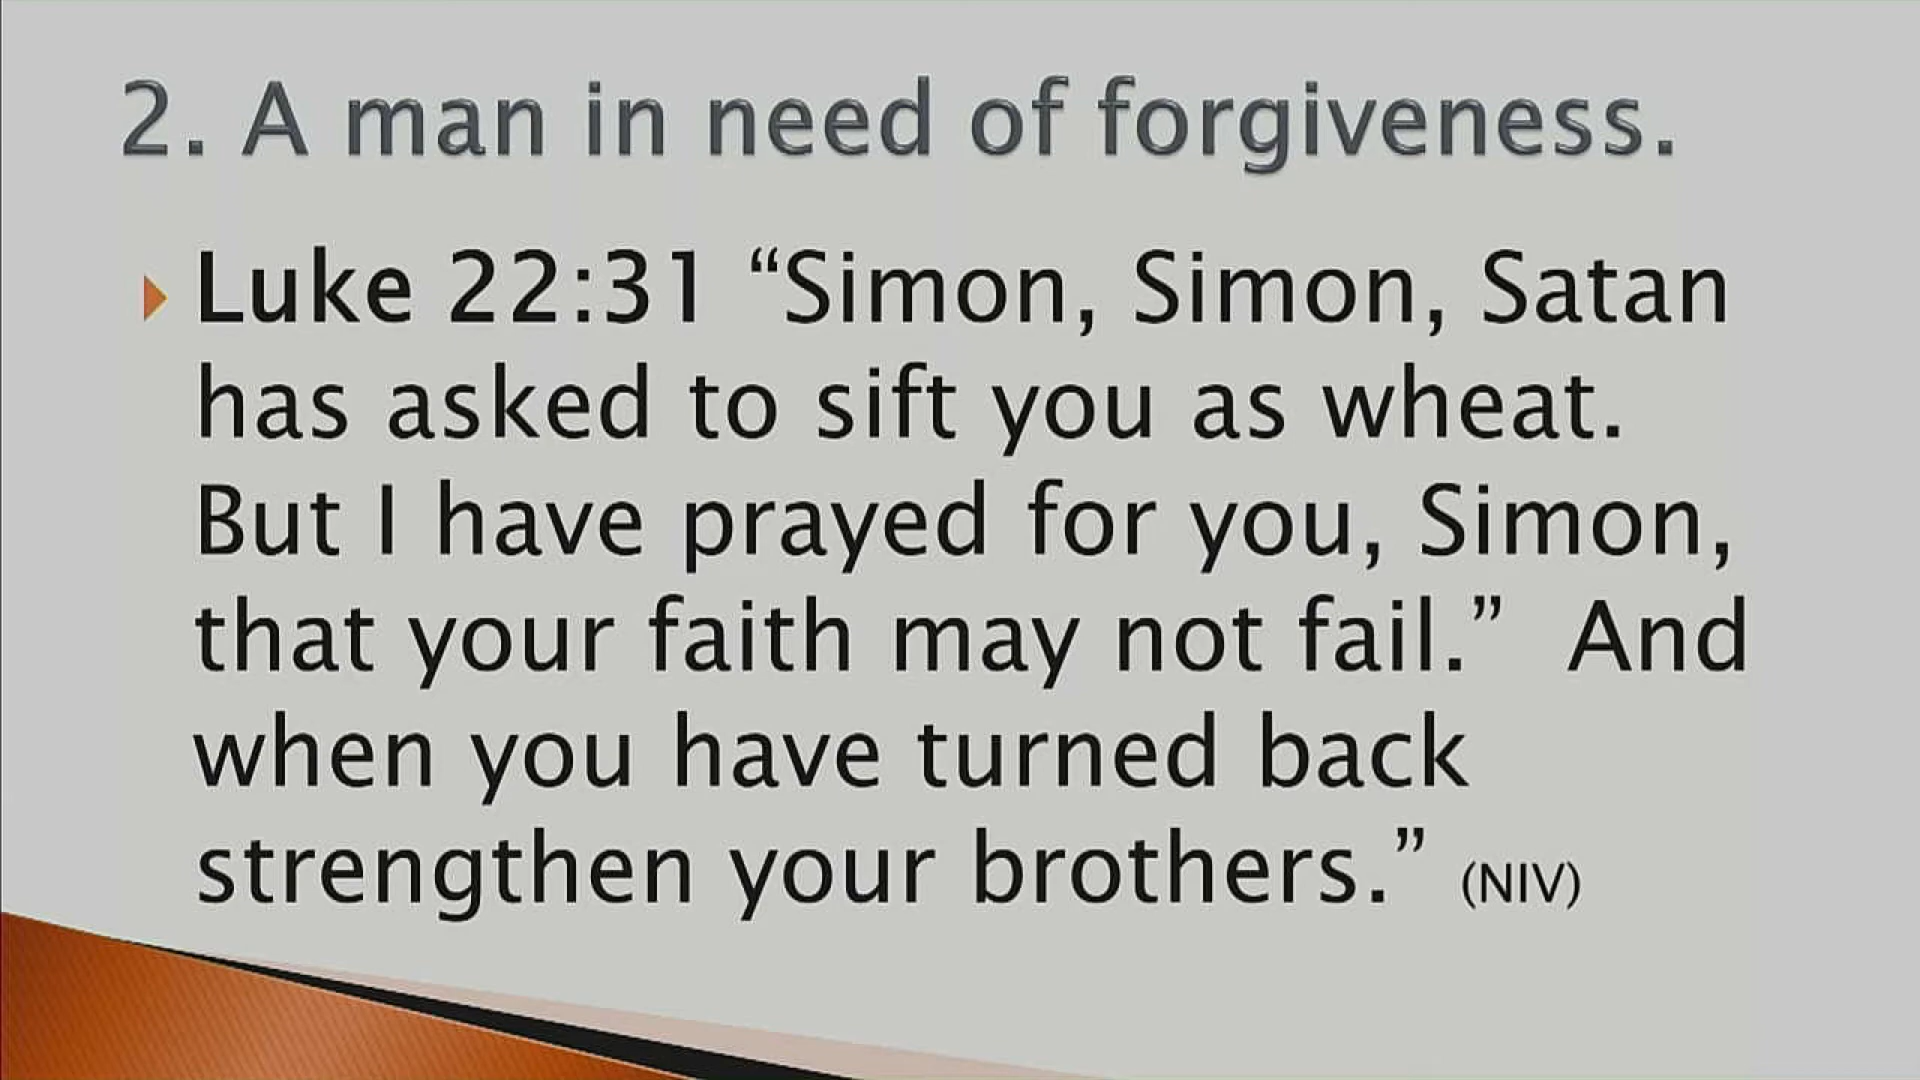 2. A man in need of forgiveness.
Luke 22:31 “Simon, Simon, Satan
has asked to sift you as wheat.
But I have prayed for you, Simon,
that your faith may not fail.”  And
when you have turned back
strengthen your brothers.” (NIV)